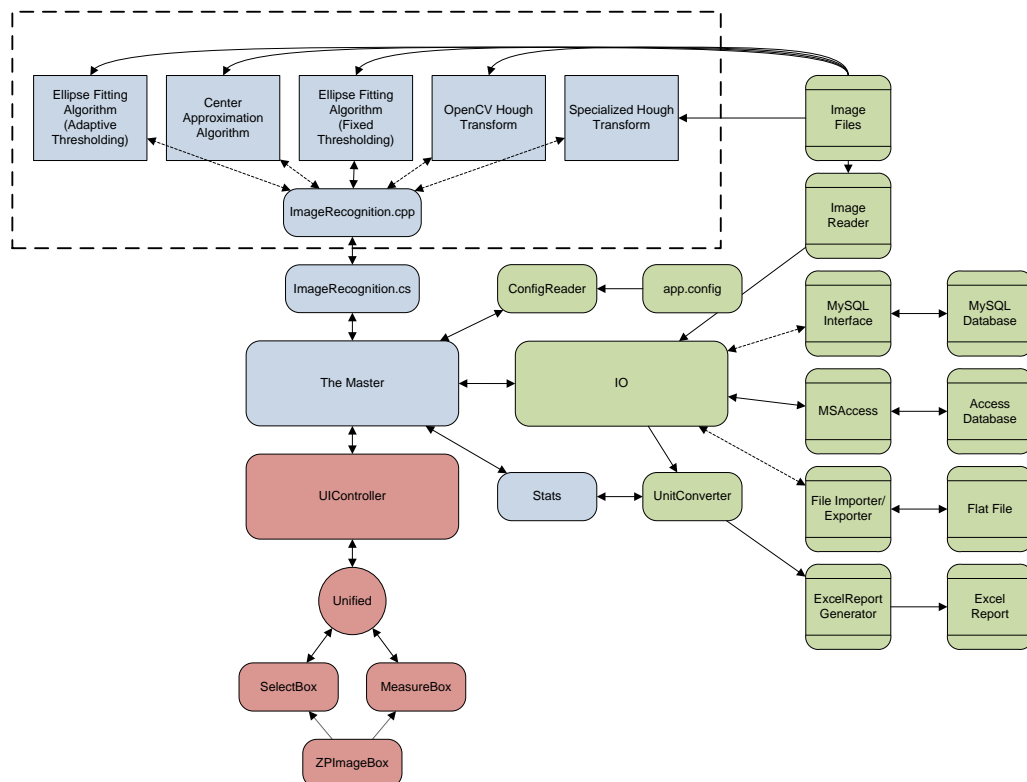 Ellipse Fitting
Algorithm
(Adaptive
Thresholding)
Center
Approximation
Algorithm
Ellipse Fitting
Algorithm
(Fixed
Thresholding)
OpenCV Hough
Transform
Specialized Hough
Transform
Image
Files
ImageRecognition.cpp
Image
Reader
ImageRecognition.cs
ConfigReader
app.config
MySQL
Interface
MySQL
Database
The Master
IO
MSAccess
Access
Database
UIController
Stats
UnitConverter
File Importer/
Exporter
Flat File
Unified
ExcelReport
Generator
Excel
Report
SelectBox
MeasureBox
ZPImageBox